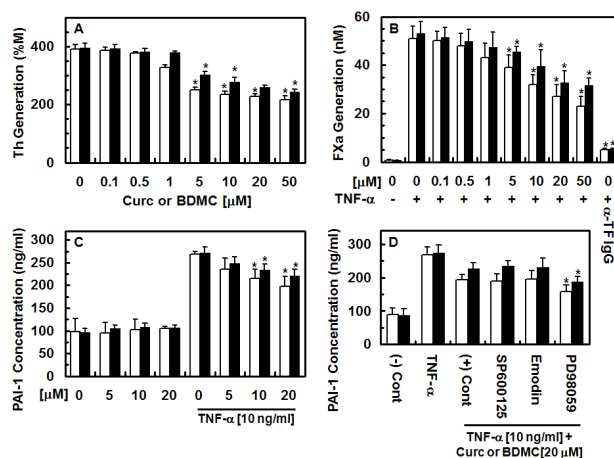 A
Th Generation (%M)
400
200
0
* * * * * *
0 0.1 0.5 1 5 10 20 50
Curc or BDMC [μM]
B
FXa Generation (nM)
60
40
20
0
* * * * * * * * * *
[μM] 0 0 0.1 0.5 1 5 10 20 50 0
TNF-α - + + + + + + + + +
α-TF IgG
C
PAI-1 Concentration (ng/ml)
300
250
200
150
100
50
0
* * * *
[μM] 0 5 10 20 0 5 10 20
TNF-α [10 ng/ml]
D
PAI-1 Concentration (ng/ml)
400
300
200
100
0
* *
(-) Cont
TNF-α
(+) Cont
SP600125
Emodin
PD98059
TNF-α [10 ng/ml] +
Curc or BDMC[20 μM]